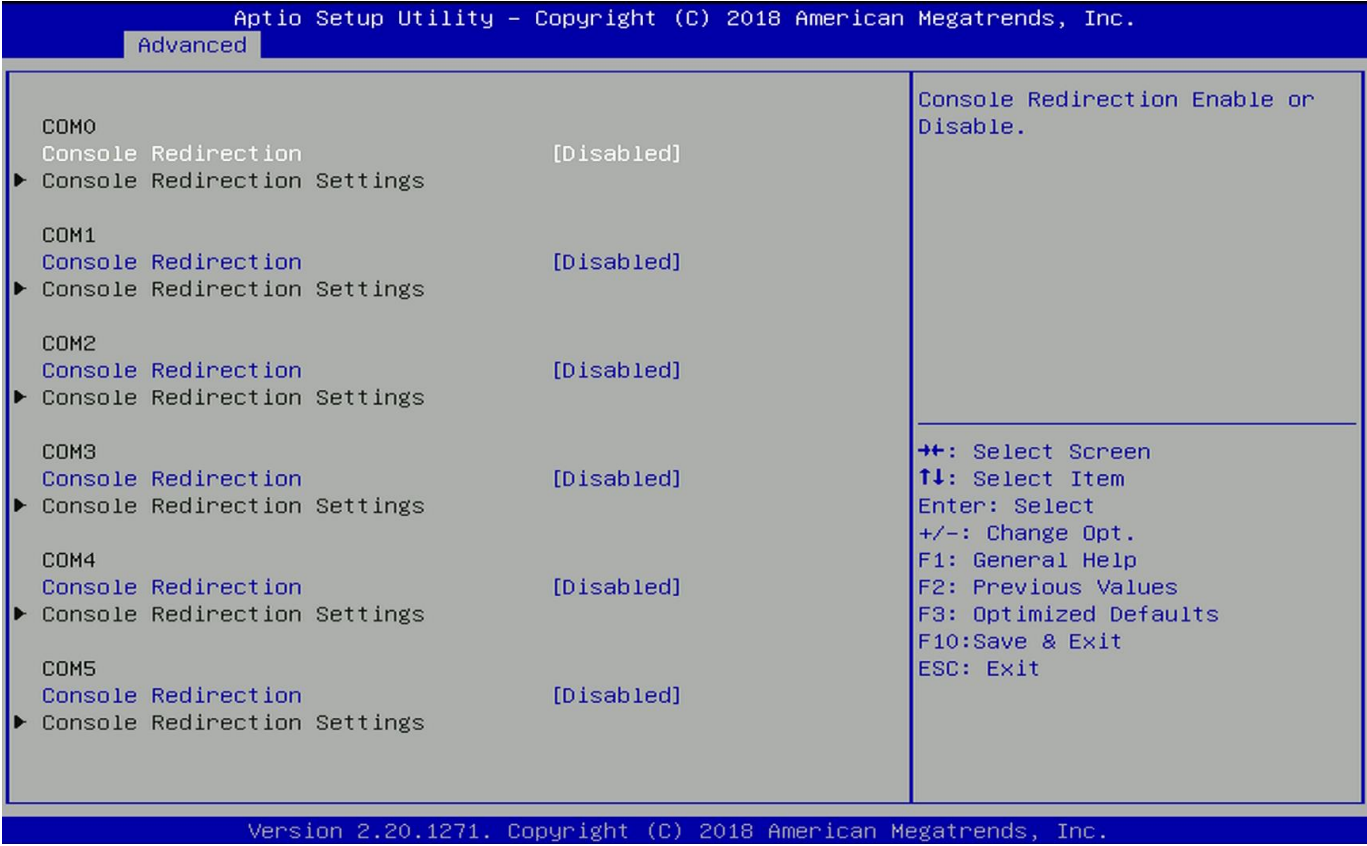 Aptio Setup Utility – Copyright (C) 2018 American Megatrends, Inc.
Advanced
COM0
Console Redirection [Disabled]
▶ Console Redirection Settings
COM1
Console Redirection [Disabled]
▶ Console Redirection Settings
COM2
Console Redirection [Disabled]
▶ Console Redirection Settings
COM3
Console Redirection [Disabled]
▶ Console Redirection Settings
COM4
Console Redirection [Disabled]
▶ Console Redirection Settings
COM5
Console Redirection [Disabled]
▶ Console Redirection Settings
Console Redirection Enable or
Disable.
→←: Select Screen
↑↓: Select Item
Enter: Select
+/-: Change Opt.
F1: General Help
F2: Previous Values
F3: Optimized Defaults
F10:Save & Exit
ESC: Exit
Version 2.20.1271. Copyright (C) 2018 American Megatrends, Inc.